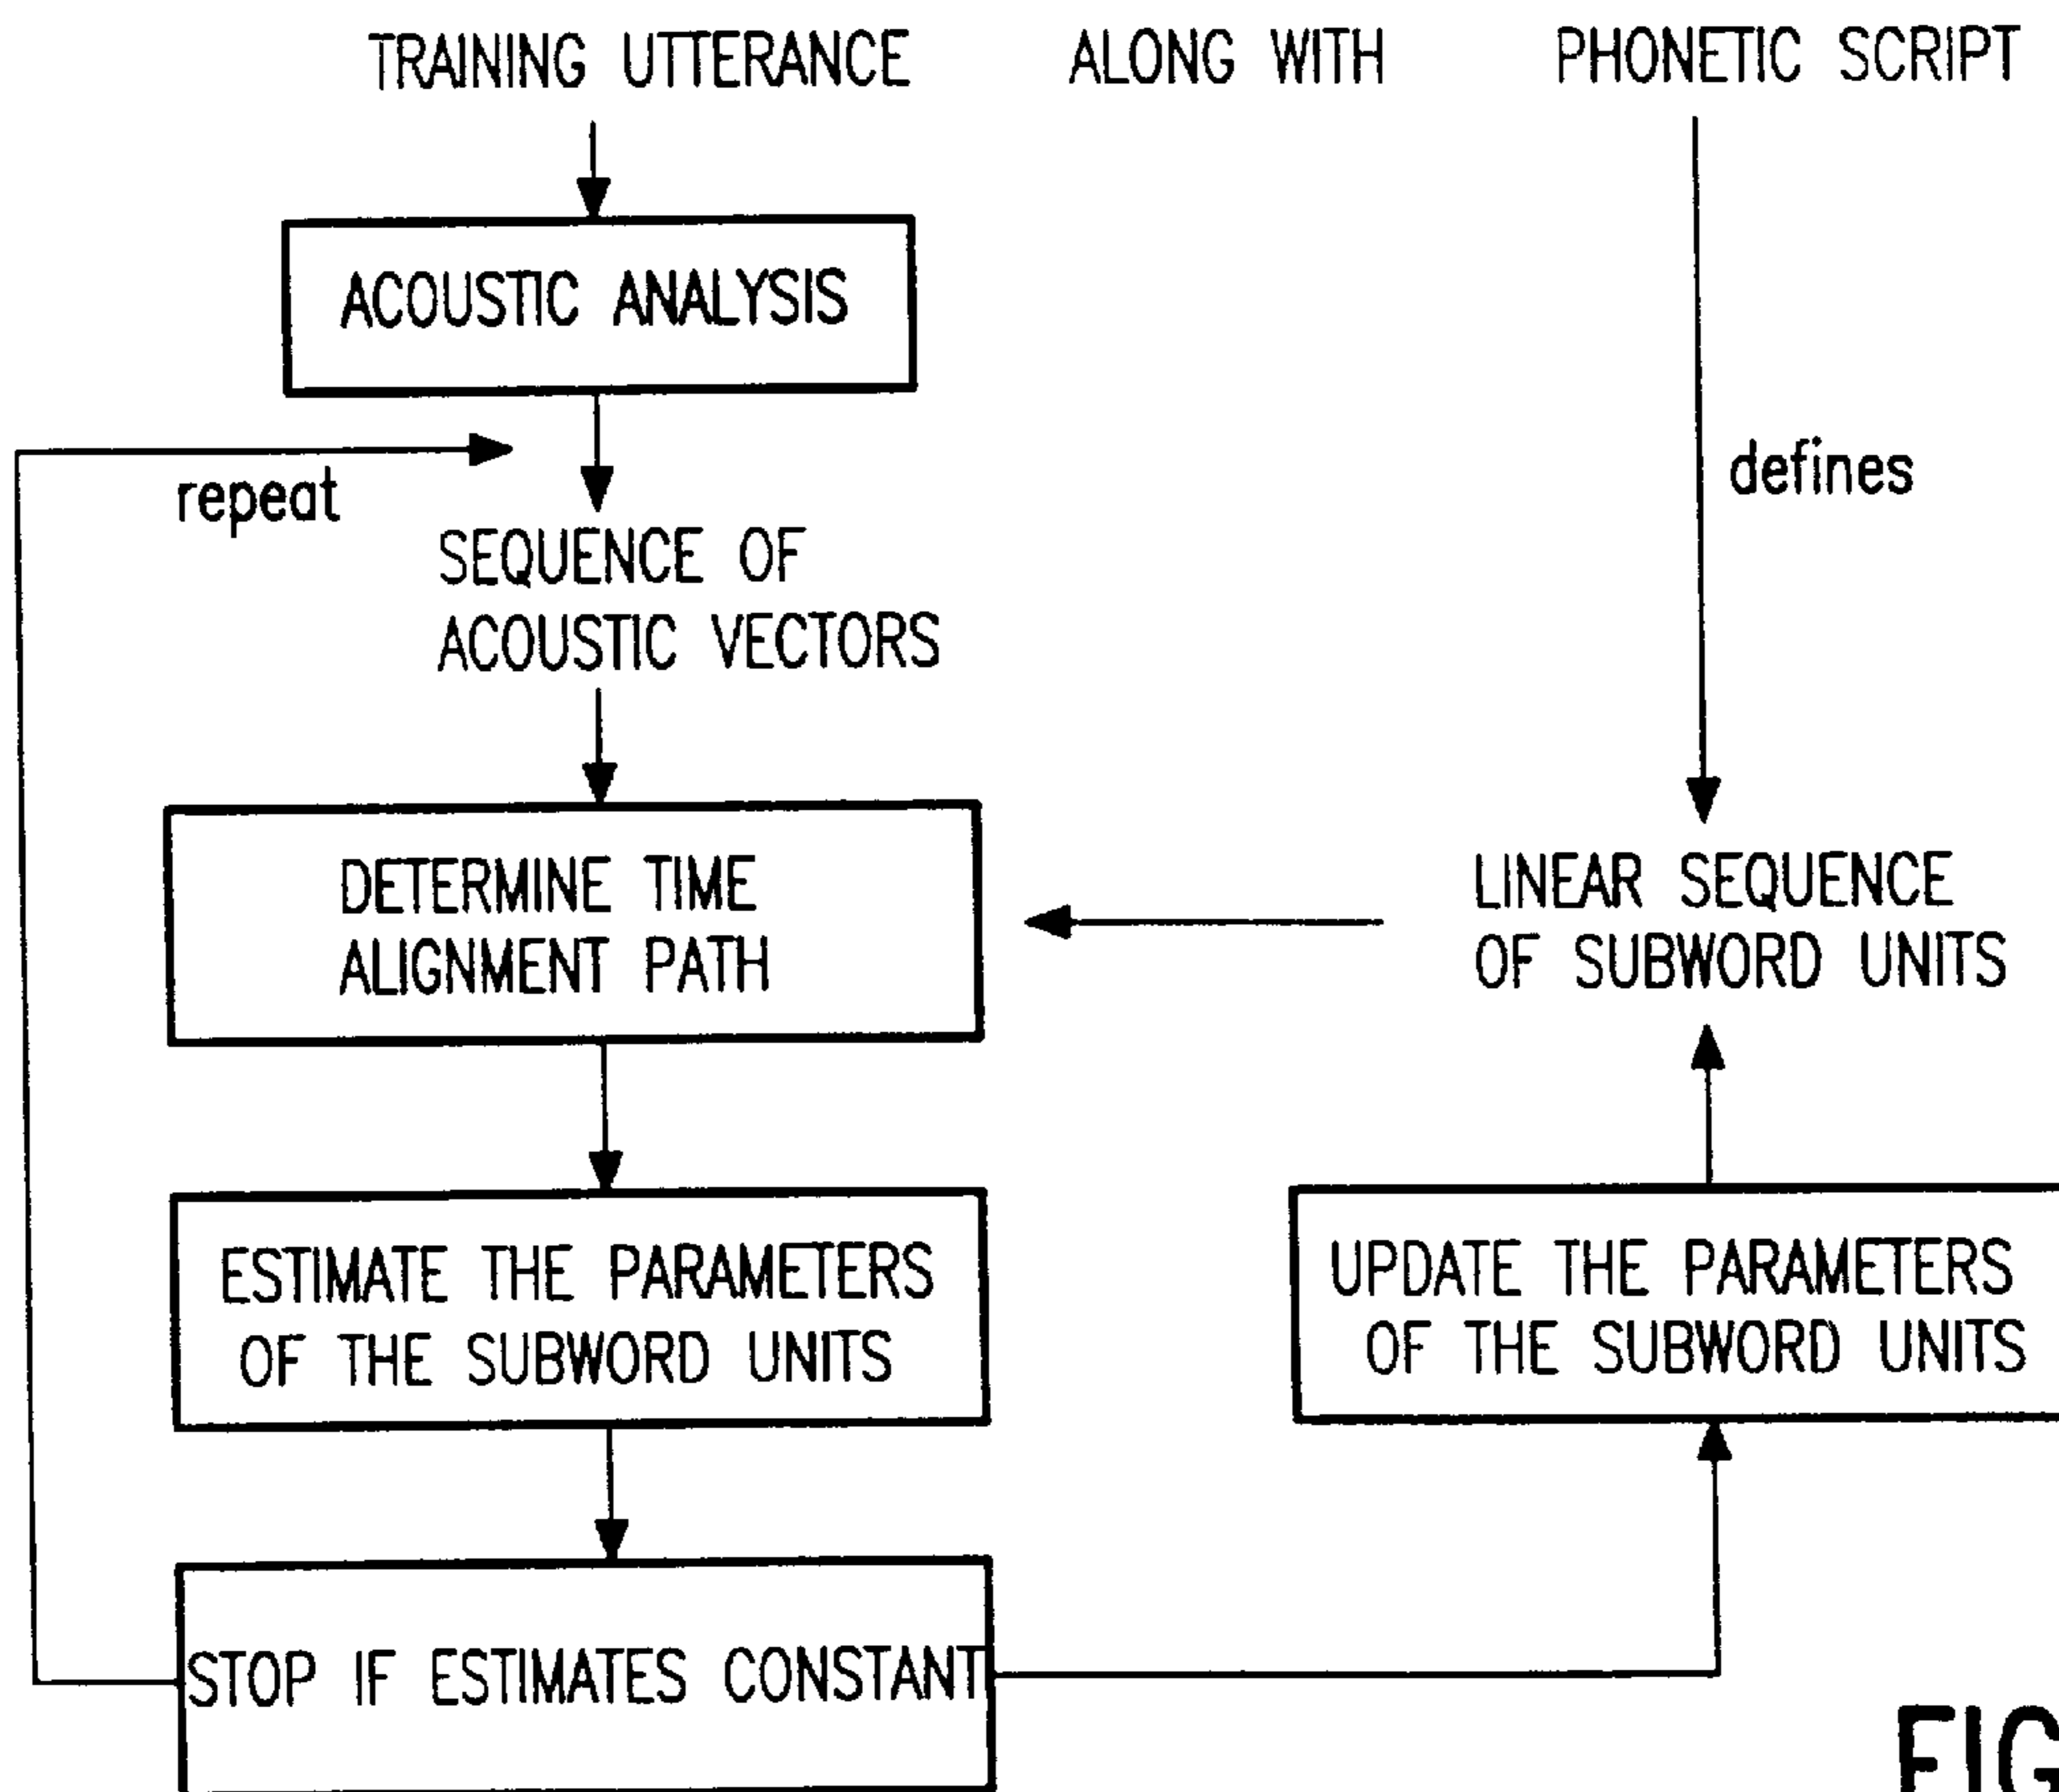 TRAINING UTTERANCE ALONG WITH PHONETIC SCRIPT
ACOUSTIC ANALYSIS
repeat
defines
SEQUENCE OF
ACOUSTIC VECTORS
DETERMINE TIME
ALIGNMENT PATH
LINEAR SEQUENCE
OF SUBWORD UNITS
ESTIMATE THE PARAMETERS
OF THE SUBWORD UNITS
UPDATE THE PARAMETERS
OF THE SUBWORD UNITS
STOP IF ESTIMATES CONSTANT
FIG